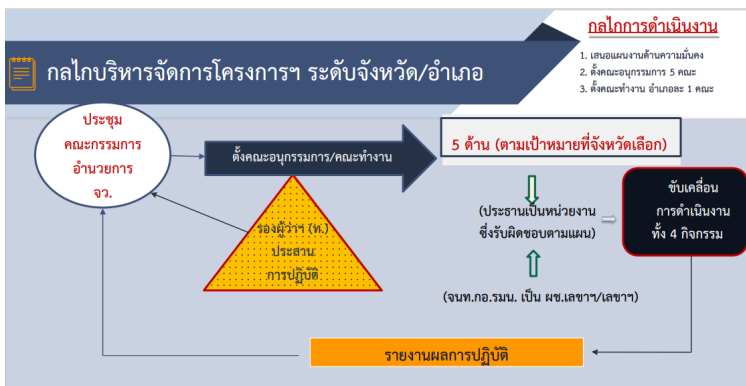 กลไกการดำเนินงาน
1. เสนอแผนงานด้านความมั่นคง
2. ตั้งคณะอนุกรรมการ 5 คณะ
3. ตั้งคณะทำงาน อำเภอละ 1 คณะ
กลไกบริหารจัดการโครงการฯ ระดับจังหวัด/อำเภอ
ประชุม
คณะกรรมการ
อำนวยการ
จว.
ตั้งคณะอนุกรรมการ/คณะทำงาน
5 ด้าน (ตามเป้าหมายที่จังหวัดเลือก)
รองผู้ว่าฯ (ท.)
ประสาน
การปฏิบัติ
(ประธานเป็นหน่วยงาน
ซึ่งรับผิดชอบตามแผน)
ขับเคลื่อน
การดำเนินงาน
ทั้ง 4 กิจกรรม
(จนท.กอ.รมน. เป็น ผช.เลขาฯ/เลขาฯ)
รายงานผลการปฏิบัติ